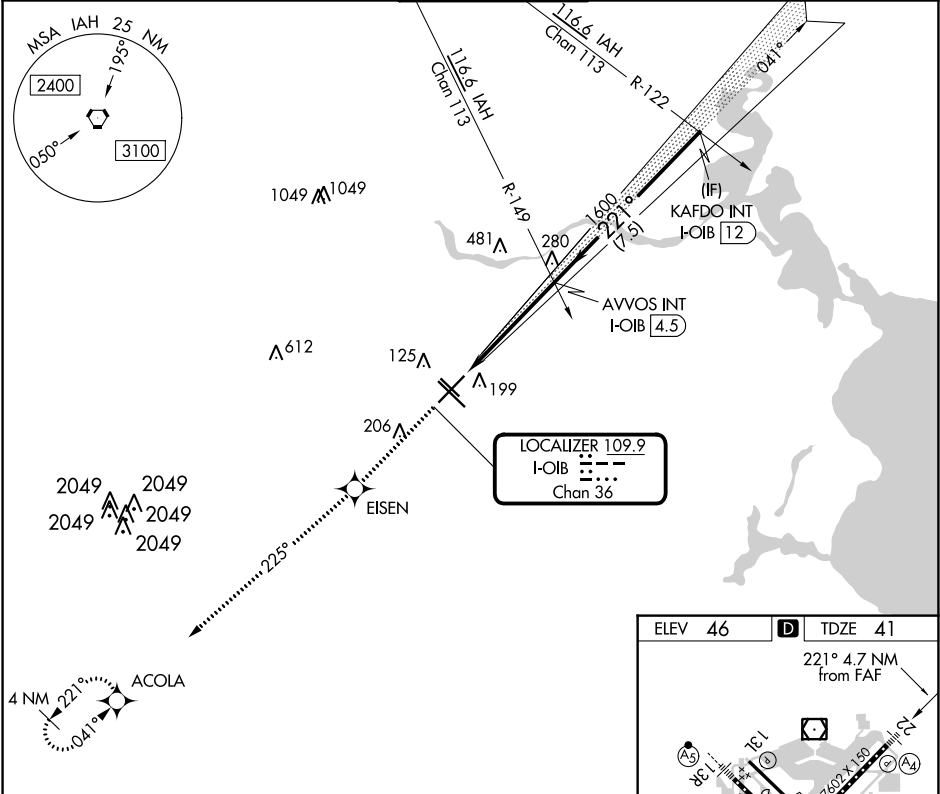 MSA IAH 25 NM
195°
2400
050°
3100
116.6 IAH
Chan 113
R-149
116.6 IAH
Chan 113
R-122
041°
1049
1049
481
280
1600
221°
(7.5)
(IF)
KAFDO INT
I-OIB 12
AVVOS INT
I-OIB 4.5
612
125
199
206
LOCALIZER 109.9
I-OIB
Chan 36
EISEN
2049
2049
2049
2049
2049
225°
ACOLA
4 NM
221°
041°
ELEV 46
D
TDZE 41
221° 4.7 NM
from FAF
22
A5
13L
P
13R
7602 X 150
P
A4